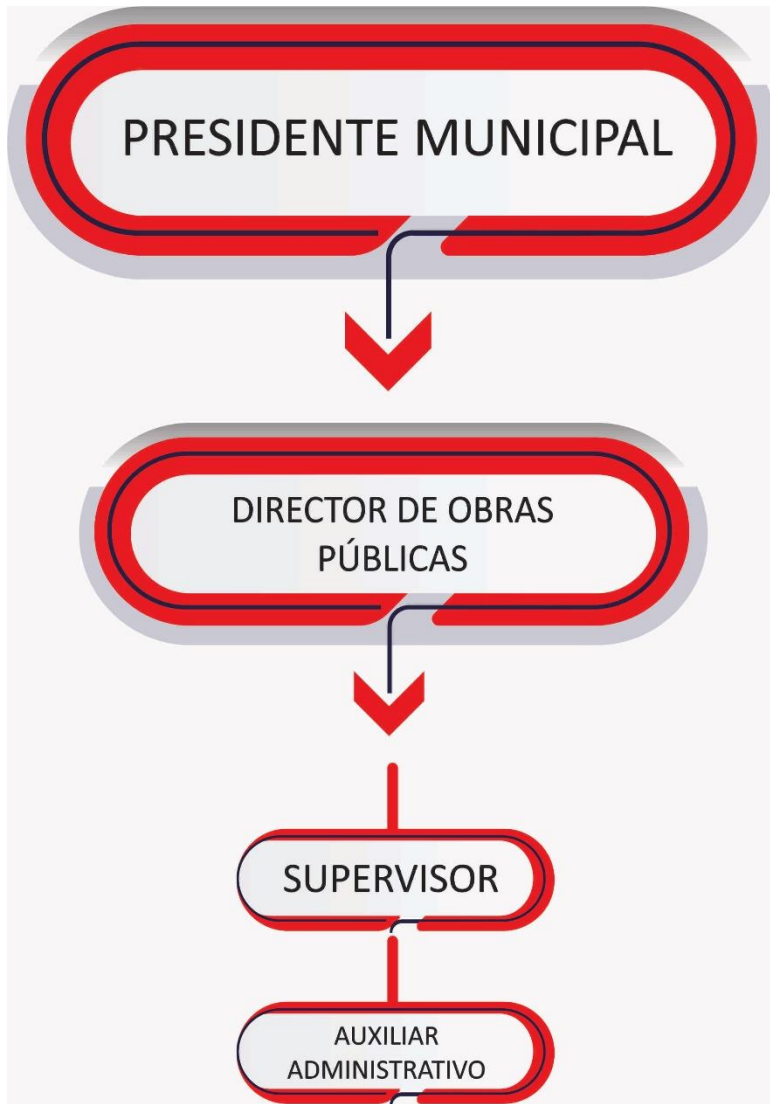 PRESIDENTE MUNICIPAL
DIRECTOR DE OBRAS
PÚBLICAS
SUPERVISOR
AUXILIAR
ADMINISTRATIVO